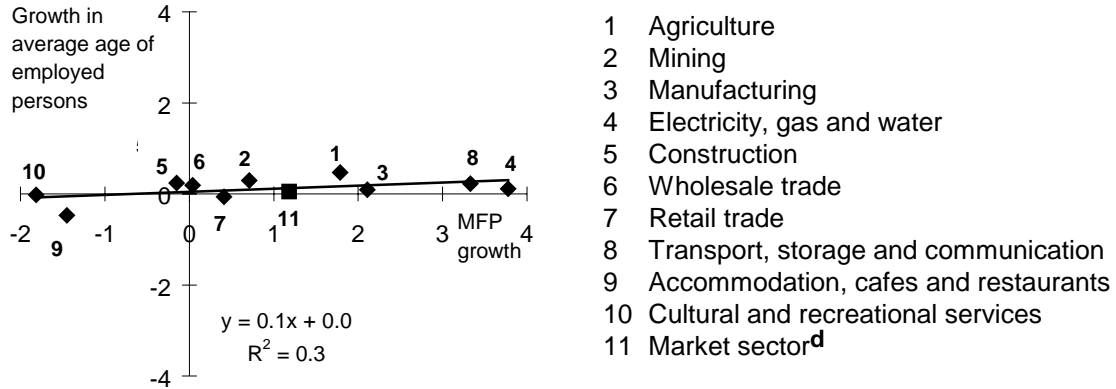 Growth in
average age of
employed
persons
4
2
0
-2
-4
-2
-1
0
1
2
3
4
MFP
growth
10
9
5
6
7
2
11
1
3
8
4
y = 0.1x + 0.0
R² = 0.3
1 Agriculture
2 Mining
3 Manufacturing
4 Electricity, gas and water
5 Construction
6 Wholesale trade
7 Retail trade
8 Transport, storage and communication
9 Accommodation, cafes and restaurants
10 Cultural and recreational services
11 Market sectorᵈ